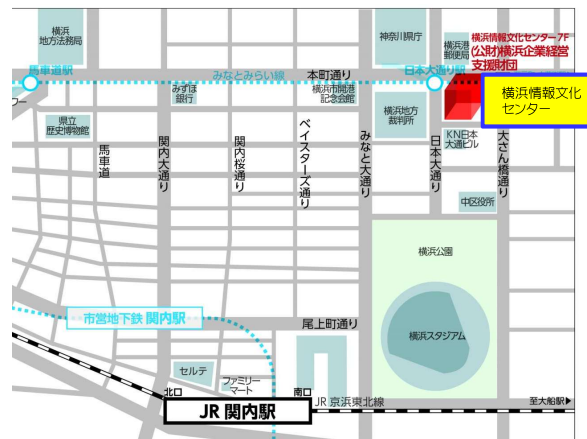 横浜
地方法務局
神奈川県庁
横浜港
郵便局
横浜情報文化センター 7F
(公財)横浜企業経営
支援財団
馬車道駅
みなとみらい線
本町通り
日本大通り駅
横浜情報文化
センター
ワー
みずほ
銀行
横浜市開港
記念会館
横浜地方
裁判所
県立
歴史博物館
KN日本
大通ビル
馬車道
関内大通り
関内桜通り
ベイスターズ通り
みなと大通り
日本大通り
大さん橋通り
中区役所
横浜公園
市営地下鉄 関内駅
尾上町通り
横浜スタジアム
セルテ
ファミリー
マート
北口
南口
JR 関内駅
JR 京浜東北線
至大船駅▶